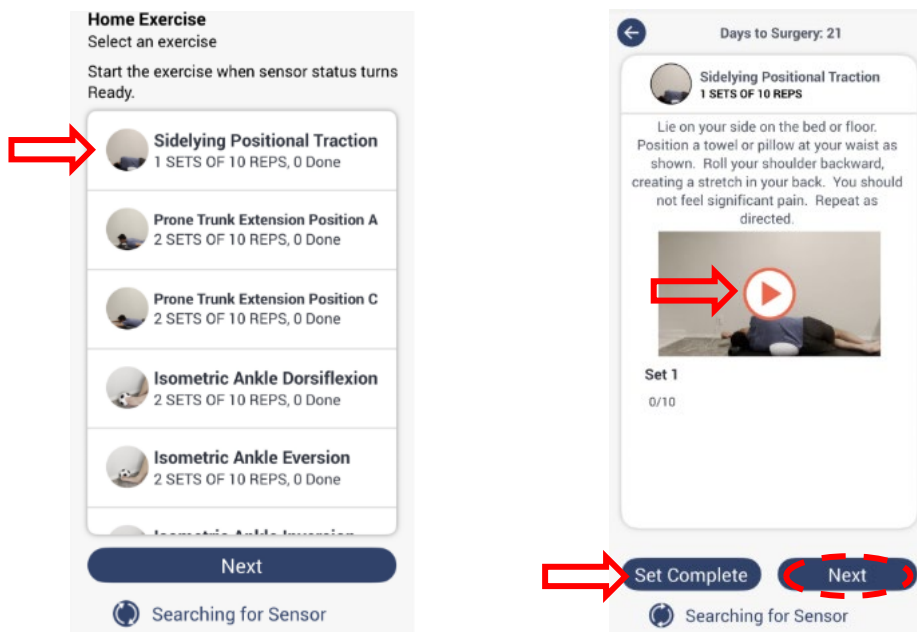 Home Exercise
Select an exercise
Start the exercise when sensor status turns
Ready.
Sidelying Positional Traction
1 SETS OF 10 REPS, 0 Done
Prone Trunk Extension Position A
2 SETS OF 10 REPS, 0 Done
Prone Trunk Extension Position C
2 SETS OF 10 REPS, 0 Done
Isometric Ankle Dorsiflexion
2 SETS OF 10 REPS, 0 Done
Isometric Ankle Eversion
2 SETS OF 10 REPS, 0 Done
Isometric Ankle Inversion
Next
Searching for Sensor
Days to Surgery: 21
Sidelying Positional Traction
1 SETS OF 10 REPS
Lie on your side on the bed or floor.
Position a towel or pillow at your waist as
shown. Roll your shoulder backward,
creating a stretch in your back. You should
not feel significant pain. Repeat as
directed.
Set 1
0/10
Set Complete
Next
Searching for Sensor